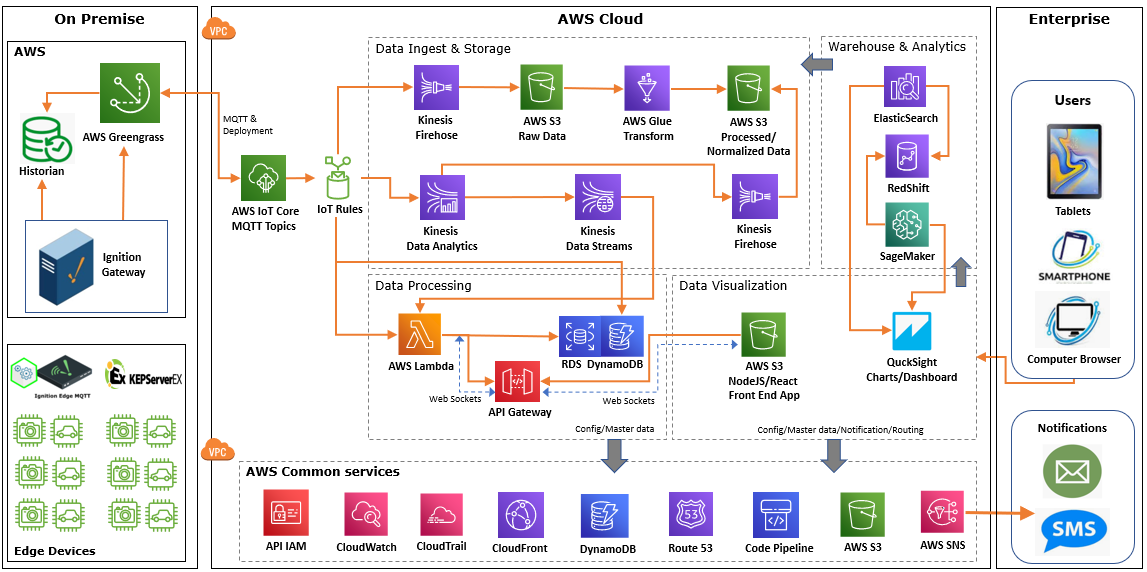 On Premise
AWS
AWS Greengrass
Historian
Ignition
Gateway
Ignition Edge MQTT
Ex KEPServerEX
Edge Devices
VPC
VPC
AWS Cloud
MQTT &
Deployment
AWS IoT Core
MQTT Topics
IoT Rules
Data Ingest & Storage
Kinesis
Firehose
AWS S3
Raw Data
AWS Glue
Transform
AWS S3
Processed/
Normalized Data
Kinesis
Data Analytics
Kinesis
Data Streams
Kinesis
Firehose
Warehouse & Analytics
ElasticSearch
RedShift
SageMaker
QuckSight
Charts/Dashboard
Data Processing
AWS Lambda
RDS
DynamoDB
API Gateway
Web Sockets
Web Sockets
Config/Master data
Data Visualization
AWS S3
NodeJS/React
Front End App
Config/Master data/Notification/Routing
AWS Common services
API IAM
CloudWatch
CloudTrail
CloudFront
DynamoDB
53
Route 53
Code Pipeline
AWS S3
AWS SNS
Enterprise
Users
Tablets
SMARTPHONE
Computer Browser
Notifications
SMS